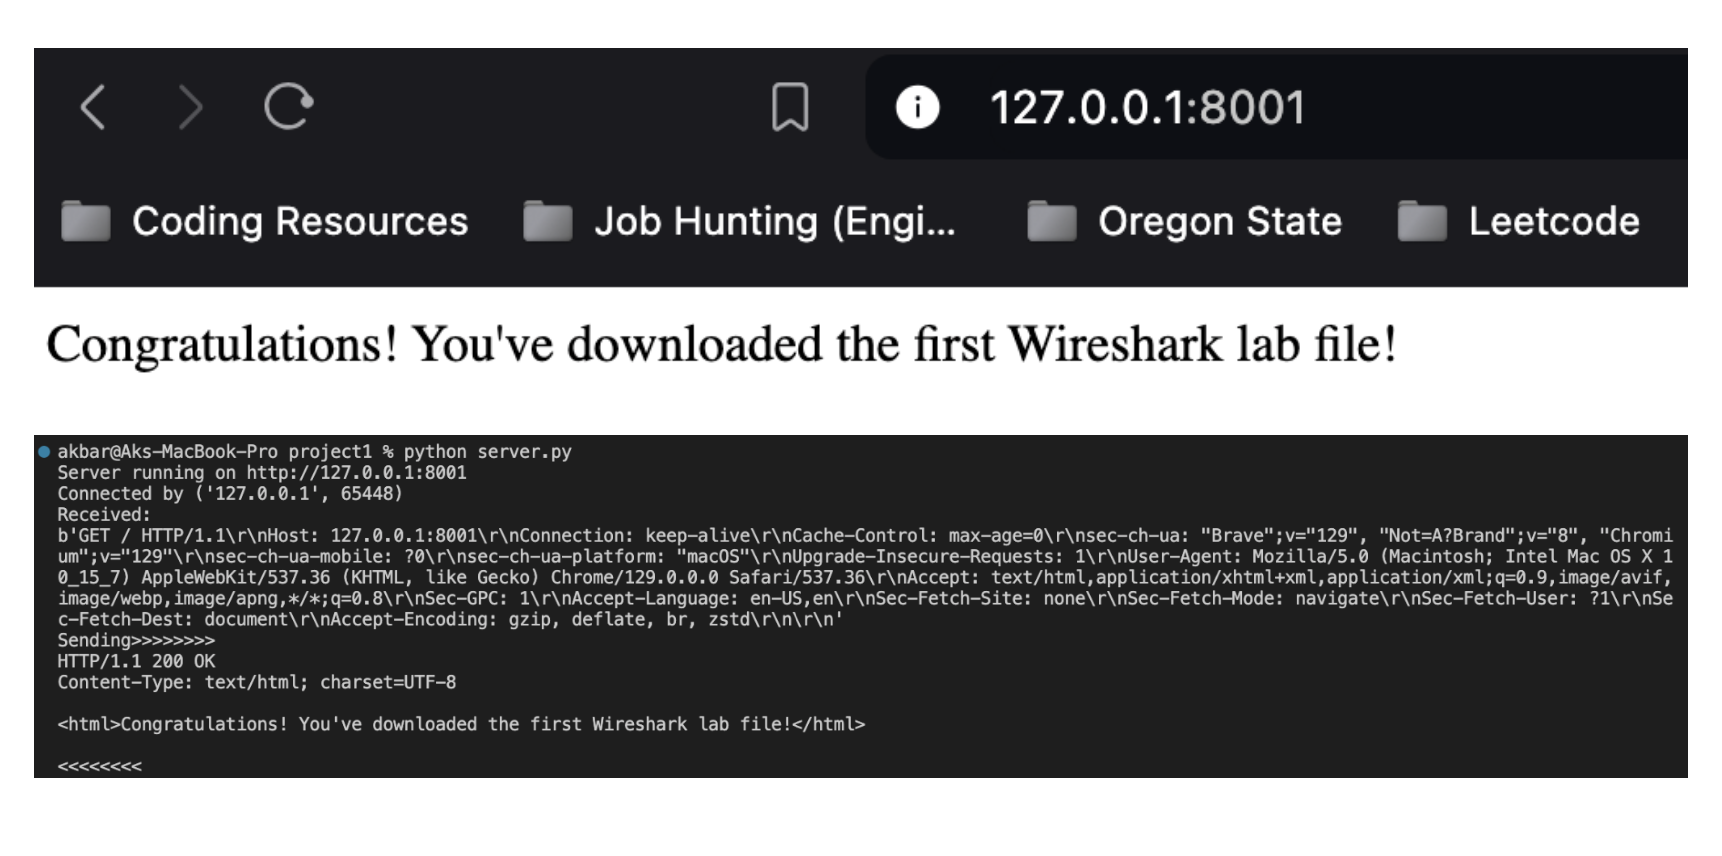 127.0.0.1:8001
Coding Resources Job Hunting (Engi... Oregon State Leetcode
Congratulations! You've downloaded the first Wireshark lab file!
akbar@Aks-MacBook-Pro project1 % python server.py
Server running on http://127.0.0.1:8001
Connected by ('127.0.0.1', 65448)
Received:
b'GET / HTTP/1.1\r\nHost: 127.0.0.1:8001\r\nConnection: keep-alive\r\nCache-Control: max-age=0\r\nsec-ch-ua: "Brave";v="129", "Not=A?Brand";v="8", "Chromi
um";v="129"\r\nsec-ch-ua-mobile: ?0\r\nsec-ch-ua-platform: "macOS"\r\nUpgrade-Insecure-Requests: 1\r\nUser-Agent: Mozilla/5.0 (Macintosh; Intel Mac OS X 1
0_15_7) AppleWebKit/537.36 (KHTML, like Gecko) Chrome/129.0.0.0 Safari/537.36\r\nAccept: text/html,application/xhtml+xml,application/xml;q=0.9,image/avif,
image/webp,image/apng,*/*;q=0.8\r\nSec-GPC: 1\r\nAccept-Language: en-US,en\r\nSec-Fetch-Site: none\r\nSec-Fetch-Mode: navigate\r\nSec-Fetch-User: ?1\r\nSe
c-Fetch-Dest: document\r\nAccept-Encoding: gzip, deflate, br, zstd\r\n\r\n'
Sending>>>>>>>>
HTTP/1.1 200 OK
Content-Type: text/html; charset=UTF-8
<html>Congratulations! You've downloaded the first Wireshark lab file!</html>
<<<<<<<<